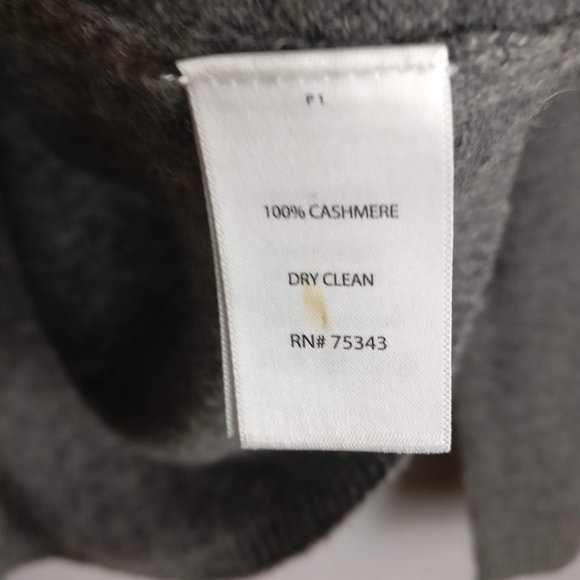 P1
100% CASHMERE
DRY CLEAN
RN# 75343